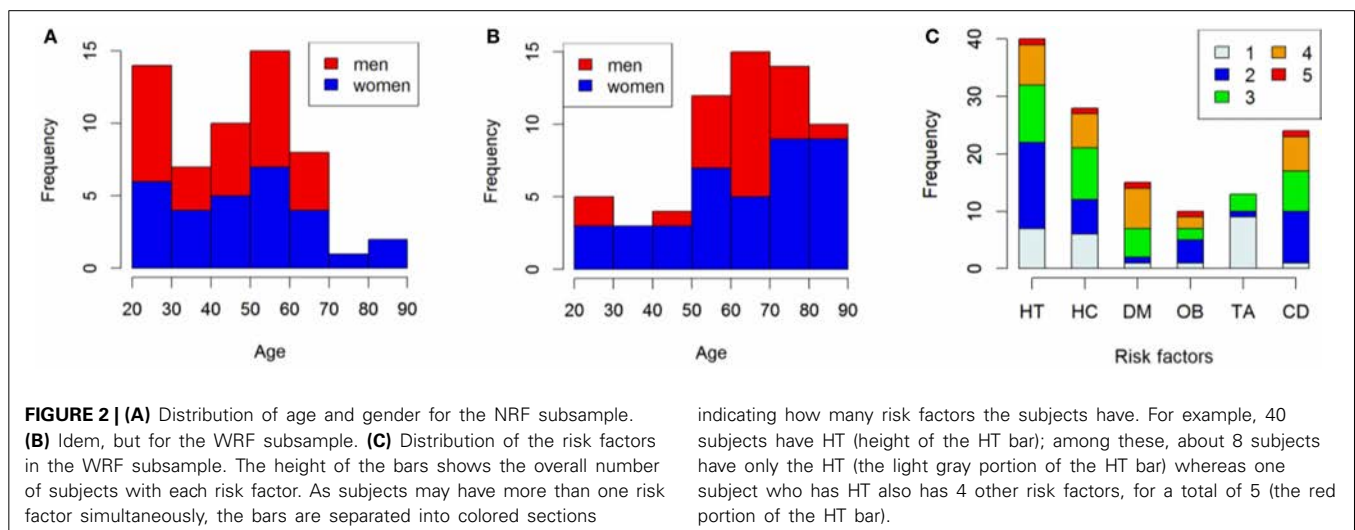 A
15
10
5
0
Frequency
men
women
20 30 40 50 60 70 80 90
Age
B
15
10
5
0
Frequency
men
women
20 30 40 50 60 70 80 90
Age
C
40
30
20
10
0
Frequency
1 4
2 5
3
HT HC DM OB TA CD
Risk factors
FIGURE 2 | (A) Distribution of age and gender for the NRF subsample.
(B) Idem, but for the WRF subsample. (C) Distribution of the risk factors
in the WRF subsample. The height of the bars shows the overall number
of subjects with each risk factor. As subjects may have more than one risk
factor simultaneously, the bars are separated into colored sections
indicating how many risk factors the subjects have. For example, 40
subjects have HT (height of the HT bar); among these, about 8 subjects
have only the HT (the light gray portion of the HT bar) whereas one
subject who has HT also has 4 other risk factors, for a total of 5 (the red
portion of the HT bar).